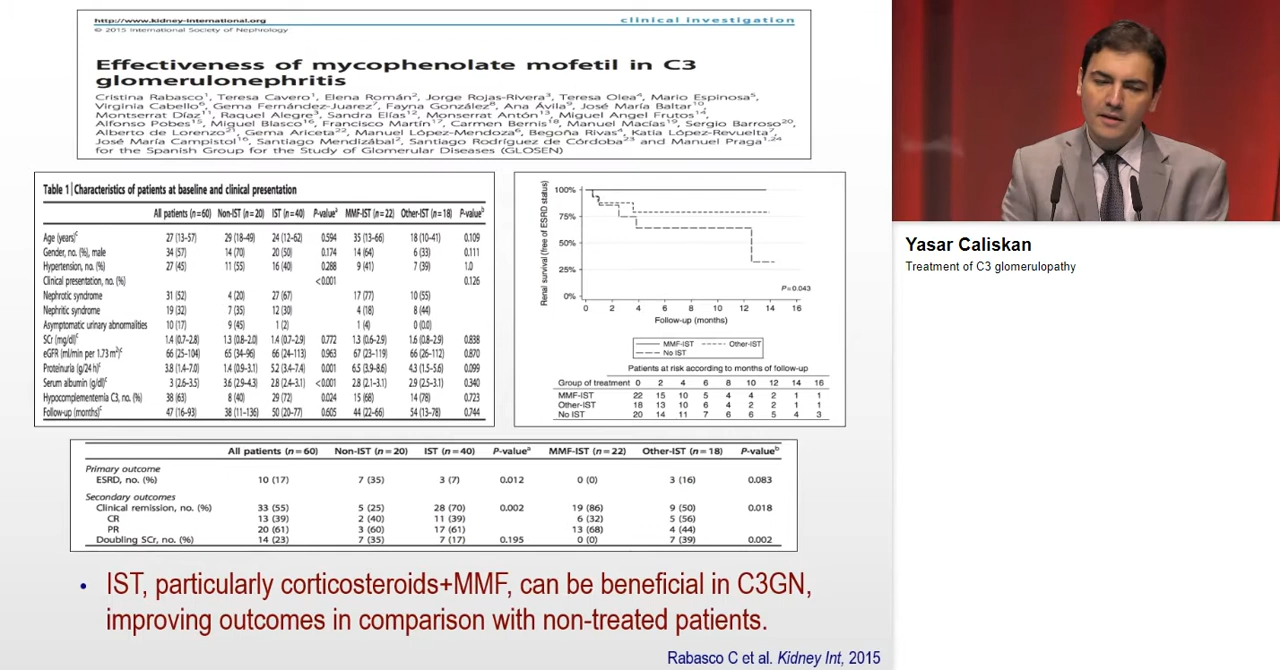 http://www.kidney-international.org
clinical investigation
© 2015 International Society of Nephrology
Effectiveness of mycophenolate mofetil in C3
glomerulonephritis
Cristina Rabasco1, Teresa Cavero1, Elena Román2, Jorge Rojas-Rivera3, Teresa Olea4, Mario Espinosa5,
Virginia Cabello6, Gema Fernández-Juarez7, Fayna González8, Ana Ávila9, José María Baltar10,
Montserrat Díaz11, Raquel Alegre3, Sandra Elías12, Monserrat Antón13, Miguel Angel Frutos14,
Alfonso Pobes15, Miguel Blasco16, Francisco Martín17, Carmen Bernis18, Manuel Macías19, Sergio Barroso20,
Alberto de Lorenzo21, Gema Ariceta22, Manuel López-Mendoza6, Begoña Rivas4, Katia López-Revuelta7,
José María Campistol16, Santiago Mendizábal2, Santiago Rodríguez de Córdoba23 and Manuel Praga1,24
for the Spanish Group for the Study of Glomerular Diseases (GLOSEN)
Table 1 | Characteristics of patients at baseline and clinical presentation
All patients (n=60) Non-IST (n=20) IST (n=40) P-valuea MMF-IST (n=22) Other-IST (n=18) P-valueb
Age (years)c 27 (13–57) 29 (18–49) 24 (12–62) 0.594 35 (13–66) 18 (10–41) 0.109
Gender, no. (%), male 34 (57) 14 (70) 20 (50) 0.174 14 (64) 6 (33) 0.111
Hypertension, no. (%) 27 (45) 11 (55) 16 (40) 0.288 9 (41) 7 (39) 1.0
Clinical presentation, no. (%) <0.001 0.126
Nephrotic syndrome 31 (52) 4 (20) 27 (67) 17 (77) 10 (55)
Nephritic syndrome 19 (32) 7 (35) 12 (30) 4 (18) 8 (44)
Asymptomatic urinary abnormalities 10 (17) 9 (45) 1 (2) 1 (4) 0 (0.0)
SCr (mg/dl)c 1.4 (0.7–2.8) 1.3 (0.8–2.0) 1.4 (0.7–2.9) 0.772 1.3 (0.6–2.9) 1.6 (0.8–2.9) 0.838
eGFR (ml/min per 1.73 m2)c 66 (25–104) 65 (34–96) 66 (24–113) 0.963 67 (23–119) 66 (26–112) 0.870
Proteinuria (g/24 h)c 3.8 (1.4–7.0) 1.4 (0.9–3.1) 5.2 (3.4–7.4) 0.001 6.5 (3.9–8.6) 4.3 (1.5–5.6) 0.099
Serum albumin (g/dl)c 3 (2.6–3.5) 3.6 (2.9–4.3) 2.8 (2.4–3.1) <0.001 2.8 (2.1–3.1) 2.9 (2.5–3.1) 0.340
Hypocomplementemia C3, no. (%) 38 (63) 8 (40) 29 (72) 0.024 15 (68) 14 (78) 0.723
Follow-up (months)c 47 (16–93) 38 (11–136) 50 (20–77) 0.605 44 (22–66) 54 (13–78) 0.744
Renal survival (free of ESRD status)
100%
75%
50%
25%
0%
P=0.043
0 2 4 6 8 10 12 14 16
Follow-up (months)
MMF-IST Other-IST
No IST
Patients at risk according to months of follow-up
Group of treatment 0 2 4 6 8 10 12 14 16
MMF-IST 22 15 10 5 4 4 2 1 1
Other-IST 18 13 10 6 4 2 2 1 1
No IST 20 14 11 7 6 6 5 4 3
All patients (n=60) Non-IST (n=20) IST (n=40) P-valuea MMF-IST (n=22) Other-IST (n=18) P-valueb
Primary outcome
ESRD, no. (%) 10 (17) 7 (35) 3 (7) 0.012 0 (0) 3 (16) 0.083
Secondary outcomes
Clinical remission, no. (%) 33 (55) 5 (25) 28 (70) 0.002 19 (86) 9 (50) 0.018
CR 13 (39) 2 (40) 11 (39) 6 (32) 5 (56)
PR 20 (61) 3 (60) 17 (61) 13 (68) 4 (44)
Doubling SCr, no. (%) 14 (23) 7 (35) 7 (17) 0.195 0 (0) 7 (39) 0.002
• IST, particularly corticosteroids+MMF, can be beneficial in C3GN,
improving outcomes in comparison with non-treated patients.
Rabasco C et al. Kidney Int, 2015
Yasar Caliskan
Treatment of C3 glomerulopathy